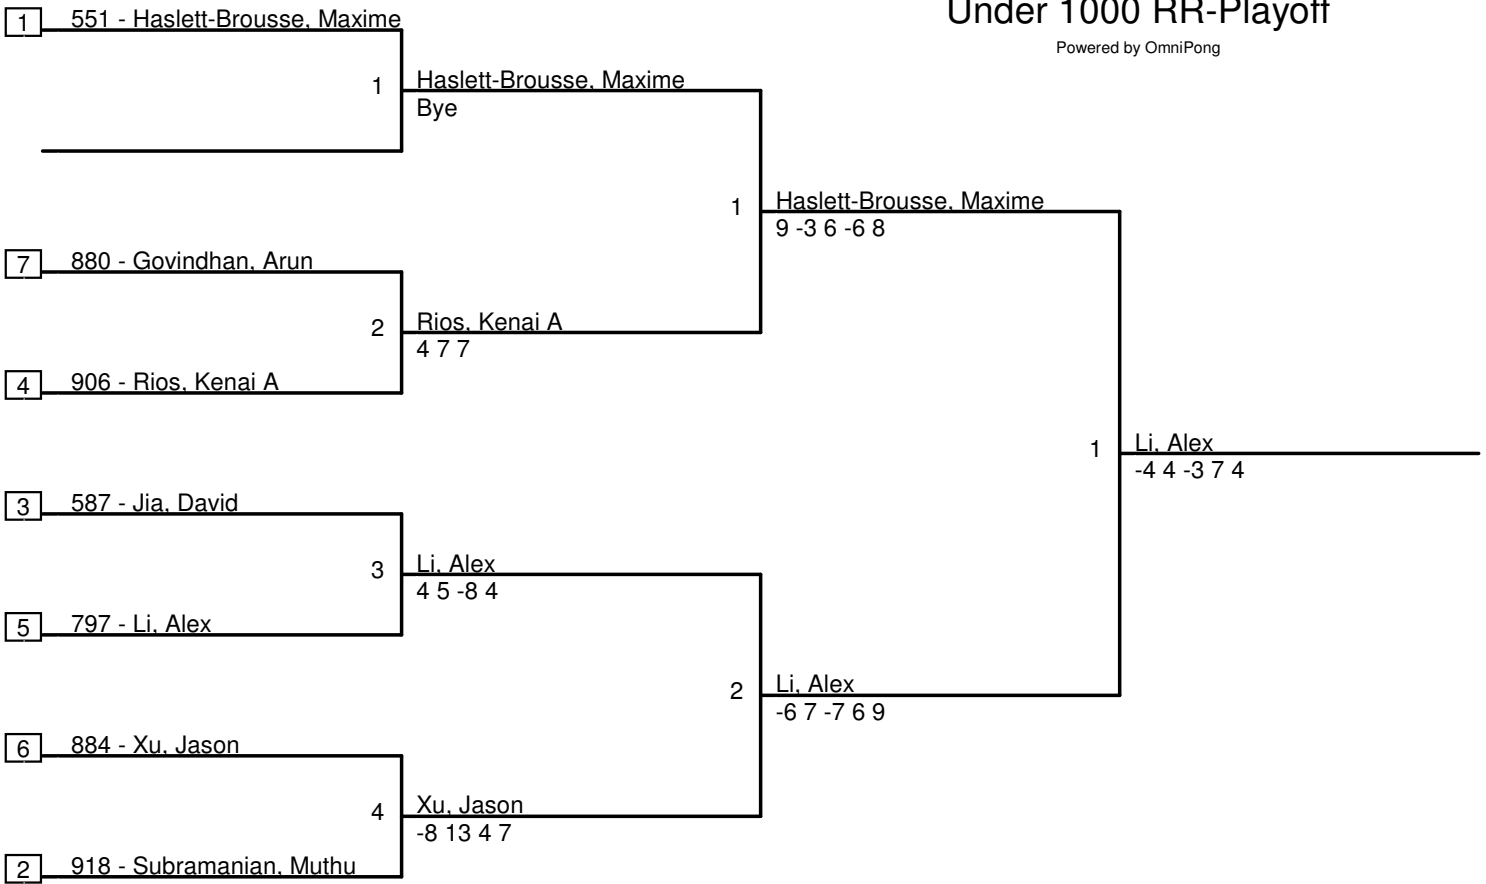 Under 1000 RR-Playoff
Powered by OmniPong
1 551 - Haslett-Brousse, Maxime
1 Haslett-Brousse, Maxime
Bye
1 Haslett-Brousse, Maxime
9 -3 6 -6 8
7 880 - Govindhan, Arun
2 Rios, Kenai A
4 7 7
4 906 - Rios, Kenai A
1 Li, Alex
-4 4 -3 7 4
3 587 - Jia, David
3 Li, Alex
4 5 -8 4
5 797 - Li, Alex
2 Li, Alex
-6 7 -7 6 9
6 884 - Xu, Jason
4 Xu, Jason
-8 13 4 7
2 918 - Subramanian, Muthu